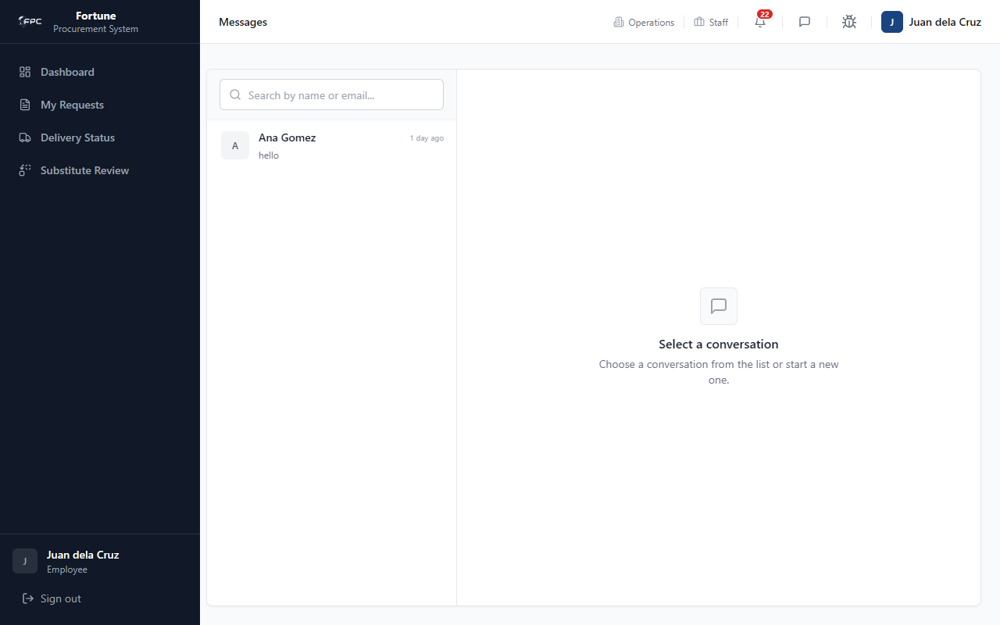 FPC
Fortune
Procurement System
Messages
Operations
Staff
22
J
Juan dela Cruz
Dashboard
My Requests
Delivery Status
Substitute Review
Search by name or email...
A
Ana Gomez
1 day ago
hello
Select a conversation
Choose a conversation from the list or start a new
one.
J
Juan dela Cruz
Employee
Sign out